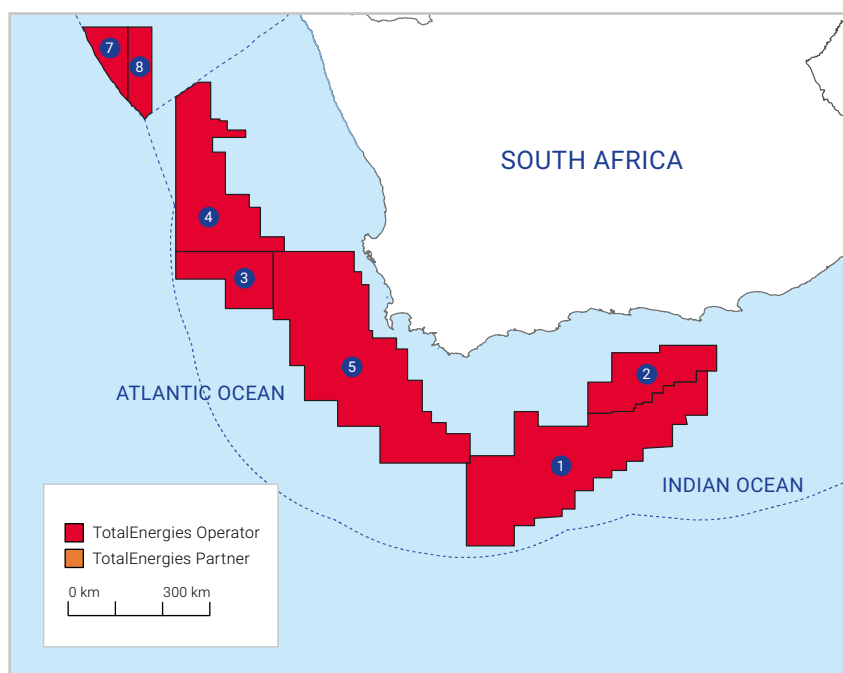 7
8
SOUTH AFRICA
4
3
5
2
ATLANTIC OCEAN
1
INDIAN OCEAN
TotalEnergies Operator
TotalEnergies Partner
0 km 300 km